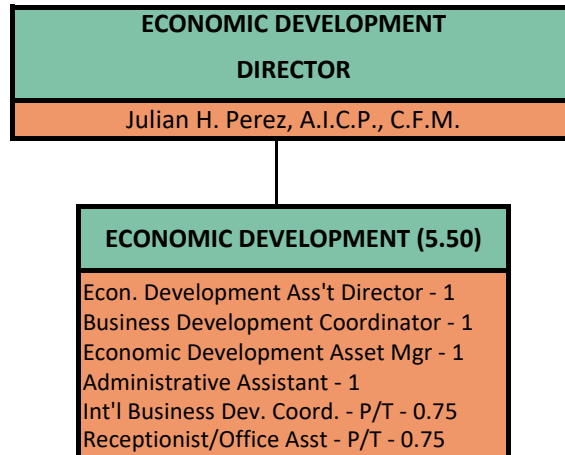 ECONOMIC DEVELOPMENT
DIRECTOR
Julian H. Perez, A.I.C.P., C.F.M.
ECONOMIC DEVELOPMENT (5.50)
Econ. Development Ass't Director - 1
Business Development Coordinator - 1
Economic Development Asset Mgr - 1
Administrative Assistant - 1
Int'l Business Dev. Coord. - P/T - 0.75
Receptionist/Office Asst - P/T - 0.75